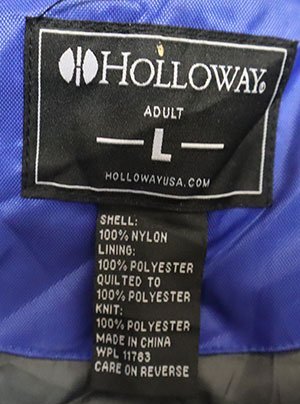 HOLLOWAY®
ADULT
L
HOLLOWAYUSA.COM
SHELL:
100% NYLON
LINING:
100% POLYESTER
QUILTED TO
100% POLYESTER
KNIT:
100% POLYESTER
MADE IN CHINA
WPL 11783
CARE ON REVERSE